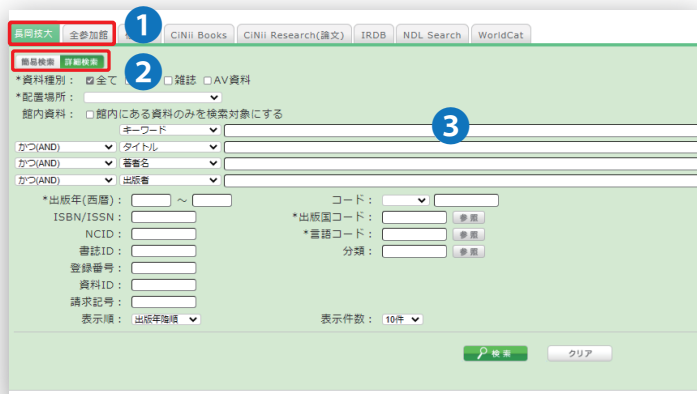 長岡技大 全参加館 CiNii Books CiNii Research(論文) IRDB NDL Search WorldCat
1
簡易検索 詳細検索
2
*資料種別： 全て 雑誌 AV資料
*配置場所：
館内資料： 館内にある資料のみを検索対象にする
キーワード
3
かつ(AND) タイトル
かつ(AND) 著者名
かつ(AND) 出版者
*出版年(西暦)： ～ コード：
ISBN/ISSN： *出版国コード： 参照
NCID： *言語コード： 参照
書誌ID： 分類： 参照
登録番号：
資料ID：
請求記号：
表示順： 出版年降順 表示件数： 10件
検索 クリア